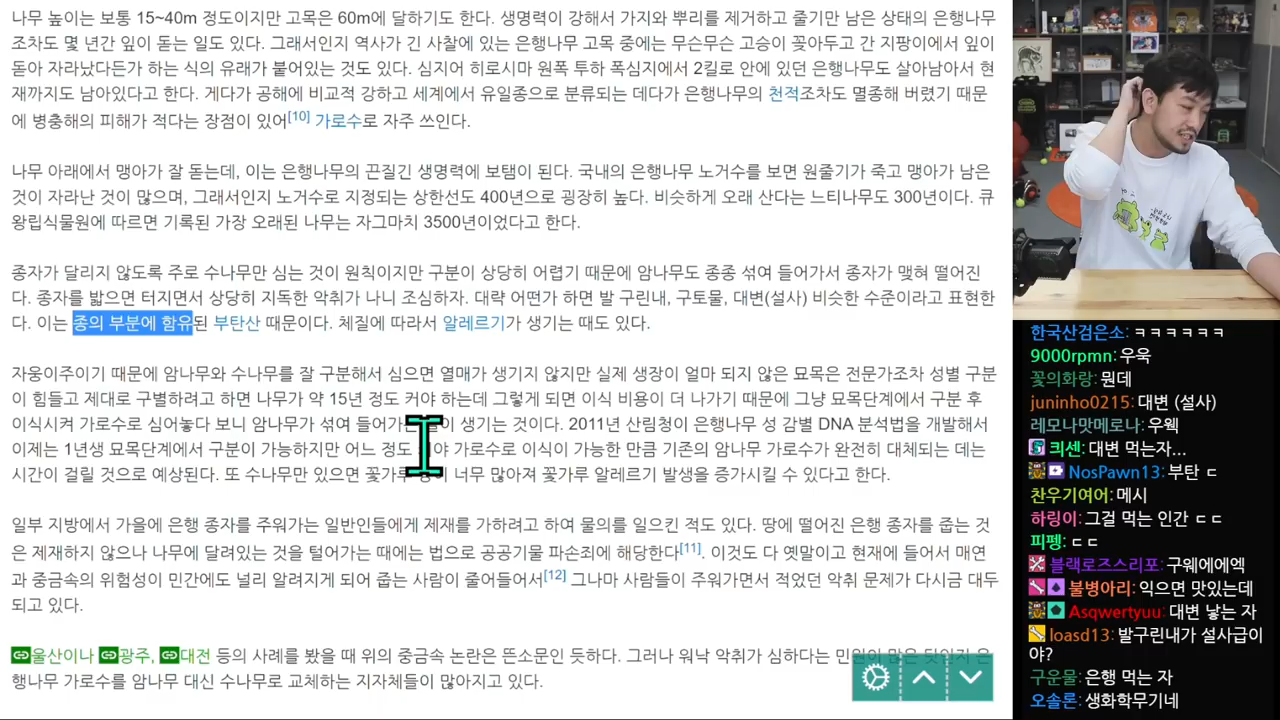 나무 높이는 보통 15~40m 정도이지만 고목은 60m에 달하기도 한다. 생명력이 강해서 가지와 뿌리를 제거하고 줄기만 남은 상태의 은행나무
조차도 몇 년간 잎이 돋는 일도 있다. 그래서인지 역사가 긴 사찰에 있는 은행나무 고목 중에는 무슨무슨 고승이 꽂아두고 간 지팡이에서 잎이
돋아 자라났다든가 하는 식의 유래가 붙어있는 것도 있다. 심지어 히로시마 원폭 투하 폭심지에서 2킬로 안에 있던 은행나무도 살아남아서 현
재까지도 남아있다고 한다. 게다가 공해에 비교적 강하고 세계에서 유일종으로 분류되는 데다가 은행나무의 천적조차도 멸종해 버렸기 때문
에 병충해의 피해가 적다는 장점이 있어[10] 가로수로 자주 쓰인다.
나무 아래에서 맹아가 잘 돋는데, 이는 은행나무의 끈질긴 생명력에 보탬이 된다. 국내의 은행나무 노거수를 보면 원줄기가 죽고 맹아가 남은
것이 자라난 것이 많으며, 그래서인지 노거수로 지정되는 상한선도 400년으로 굉장히 높다. 비슷하게 오래 산다는 느티나무도 300년이다. 큐
왕립식물원에 따르면 기록된 가장 오래된 나무는 자그마치 3500년이었다고 한다.
종자가 달리지 않도록 주로 수나무만 심는 것이 원칙이지만 구분이 상당히 어렵기 때문에 암나무도 종종 섞여 들어가서 종자가 맺혀 떨어진
다. 종자를 밟으면 터지면서 상당히 지독한 악취가 나니 조심하자. 대략 어떤가 하면 발 구린내, 구토물, 대변(설사) 비슷한 수준이라고 표현한
다. 이는 종의 부분에 함유된 부탄산 때문이다. 체질에 따라서 알레르기가 생기는 때도 있다.
자웅이주이기 때문에 암나무와 수나무를 잘 구분해서 심으면 열매가 생기지 않지만 실제 생장이 얼마 되지 않은 묘목은 전문가조차 성별 구분
이 힘들고 제대로 구별하려고 하면 나무가 약 15년 정도 커야 하는데 그렇게 되면 이식 비용이 더 나가기 때문에 그냥 묘목단계에서 구분 후
이식시켜 가로수로 심어놓다 보니 암나무가 섞여 들어가 이 생기는 것이다. 2011년 산림청이 은행나무 성 감별 DNA 분석법을 개발해서
이제는 1년생 묘목단계에서 구분이 가능하지만 어느 정도 야 가로수로 이식이 가능한 만큼 기존의 암나무 가로수가 완전히 대체되는 데는
시간이 걸릴 것으로 예상된다. 또 수나무만 있으면 꽃가루 이 너무 많아져 꽃가루 알레르기 발생을 증가시킬 수 있다고 한다.
일부 지방에서 가을에 은행 종자를 주워가는 일반인들에게 제재를 가하려고 하여 물의를 일으킨 적도 있다. 땅에 떨어진 은행 종자를 줍는 것
은 제재하지 않으나 나무에 달려있는 것을 털어가는 때에는 법으로 공공기물 파손죄에 해당한다[11]. 이것도 다 옛말이고 현재에 들어서 매연
과 중금속의 위험성이 민간에도 널리 알려지게 되어 줍는 사람이 줄어들어서[12] 그나마 사람들이 주워가면서 적었던 악취 문제가 다시금 대두
되고 있다.
울산이나 광주, 대전 등의 사례를 봤을 때 위의 중금속 논란은 뜬소문인 듯하다. 그러나 워낙 악취가 심하다는
행나무 가로수를 암나무 대신 수나무로 교체하는 지자체들이 많아지고 있다.
한국산검은소: ㅋㅋㅋㅋㅋㅋ
9000rpmn: 우욱
꽃의화랑: 뭔데
juninho0215: 대변 (설사)
레모나맛메로나: 우웩
킈센: 대변 먹는자...
NosPawn13: 부탄 ㄷ
찬우기여어: 메시
하링이: 그걸 먹는 인간 ㄷㄷ
피펭: ㄷㄷ
블랙로즈스리포: 구웨에에엑
불병아리: 익으면 맛있는데
Asqwertyuu: 대변 낳는 자
loasd13: 발구린내가 설사급이
야?
구운물: 은행 먹는 자
오솔론: 생화학무기네